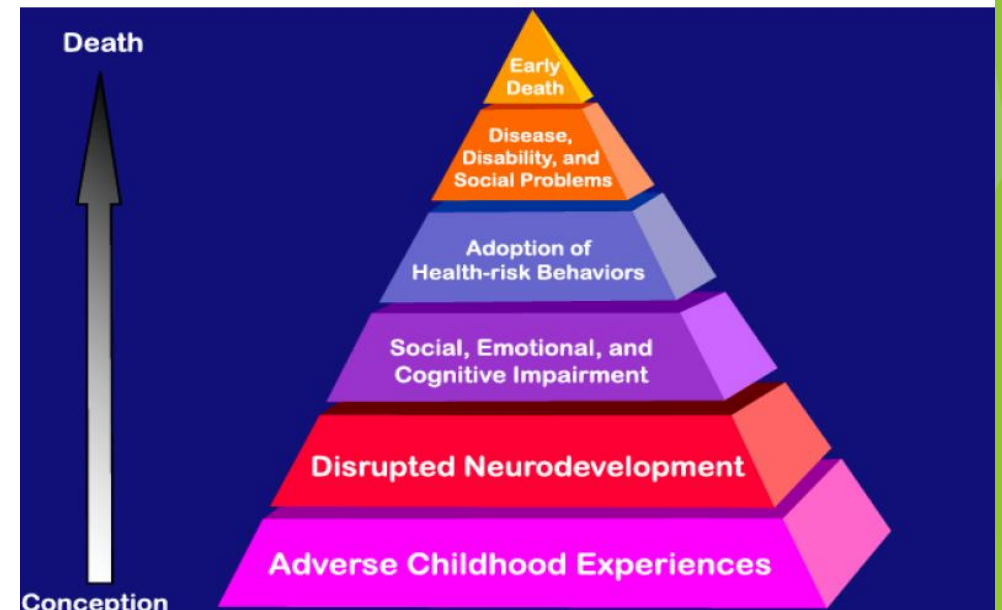 Death
Early
Death
Disease,
Disability, and
Social Problems
Adoption of
Health-risk Behaviors
Social, Emotional, and
Cognitive Impairment
Disrupted Neurodevelopment
Adverse Childhood Experiences
Conception